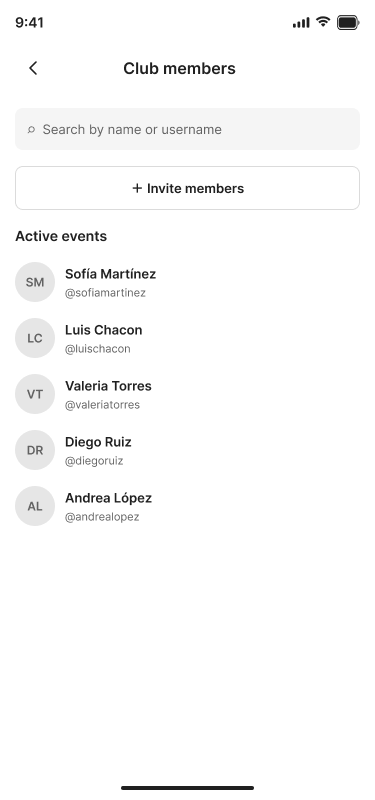 9:41
Club members
Search by name or username
+ Invite members
Active events
SM
Sofía Martínez
@sofiamartinez
LC
Luis Chacon
@luischacon
VT
Valeria Torres
@valeriatorres
DR
Diego Ruiz
@diegoruiz
AL
Andrea López
@andrealopez